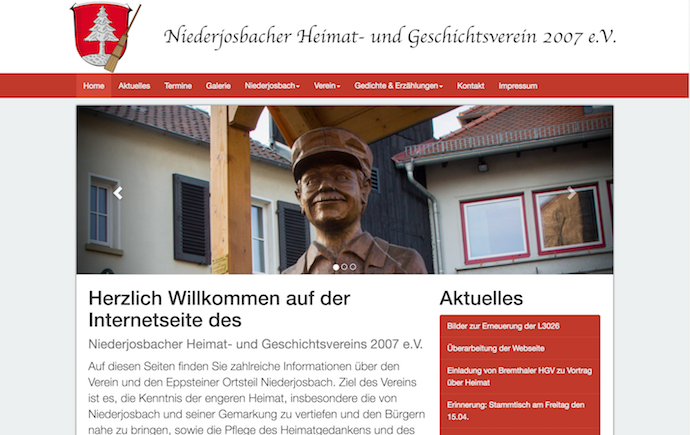 Niederjosbacher Heimat- und Geschichtsverein 2007 e.V.
Home Aktuelles Termine Galerie Niederjosbach Verein Gedichte & Erzählungen Kontakt Impressum
Herzlich Willkommen auf der
Internetseite des
Niederjosbacher Heimat- und Geschichtsvereins 2007 e.V.
Auf diesen Seiten finden Sie zahlreiche Informationen über den
Verein und den Eppsteiner Ortsteil Niederjosbach. Ziel des Vereins
ist es, die Kenntnis der engeren Heimat, insbesondere die von
Niederjosbach und seiner Gemarkung zu vertiefen und den Bürgern
nahe zu bringen, sowie die Pflege des Heimatgedankens und des
Aktuelles
Bilder zur Erneuerung der L3026
Überarbeitung der Webseite
Einladung von Bremthaler HGV zu Vortrag
über Heimat
Erinnerung: Stammtisch am Freitag den
15.04.